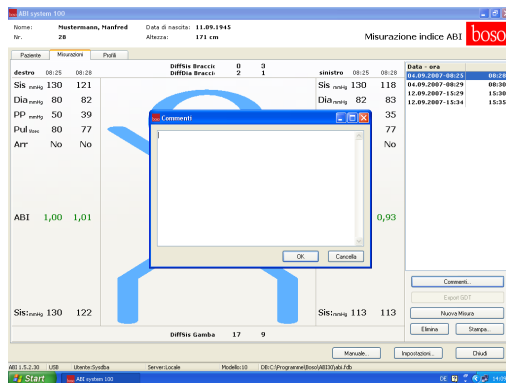 ABI system 100
Nome: Mustermann, Manfred Data di nascita: 11.09.1945
Nr. 28 Altezza: 171 cm
Misurazione indice ABI boso
Paziente Misurazioni Profili
DiffSis Braccic 0 3
DiffDia Braccic 2 1
destro 08:25 08:28
sinistro 08:25 08:28
Sis mmHg 130 121
Sis mmHg 130 118
Dia mmHg 80 82
Dia mmHg 82 83
PP mmHg 50 39
35
Pul 80 77
77
Arr No No
No
ABI 1,00 1,01
0,93
Sis: mmHg 130 122
Sis: mmHg 113 113
DiffSis Gamba 17 9
Data - ora
04.09.2007-08:25 08:28
04.09.2007-08:29 08:30
12.09.2007-15:29 15:30
12.09.2007-15:34 15:35
Commenti
OK Cancella
Commenti...
Export GDT
Nuova Misura
Elimina Stampa...
Manuale... Impostazioni... Chiudi
ABI 1.5.2.30 USB Utente:Sysdba Server:Locale Modello:10 DB:C:\Programme\Boso\ABI30\abi.fdb
Start ABI system 100 DE 14:09